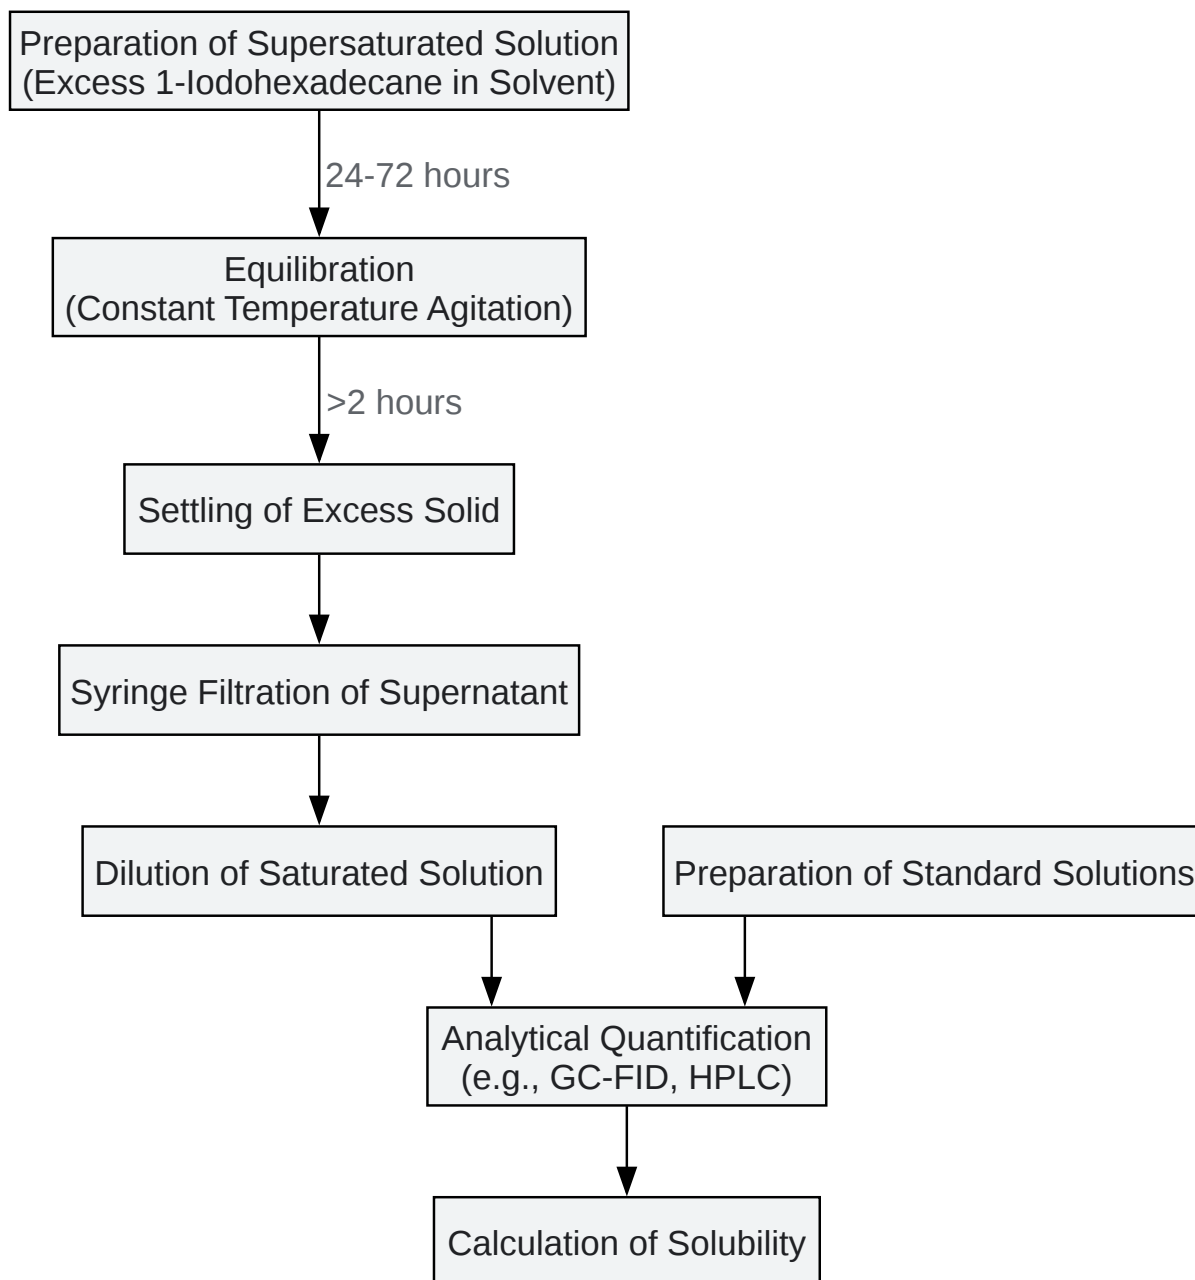 Preparation of Supersaturated Solution
(Excess 1-Iodohexadecane in Solvent)
24-72 hours
Equilibration
(Constant Temperature Agitation)
>2 hours
Settling of Excess Solid
Syringe Filtration of Supernatant
Dilution of Saturated Solution
Preparation of Standard Solutions
Analytical Quantification
(e.g., GC-FID, HPLC)
Calculation of Solubility